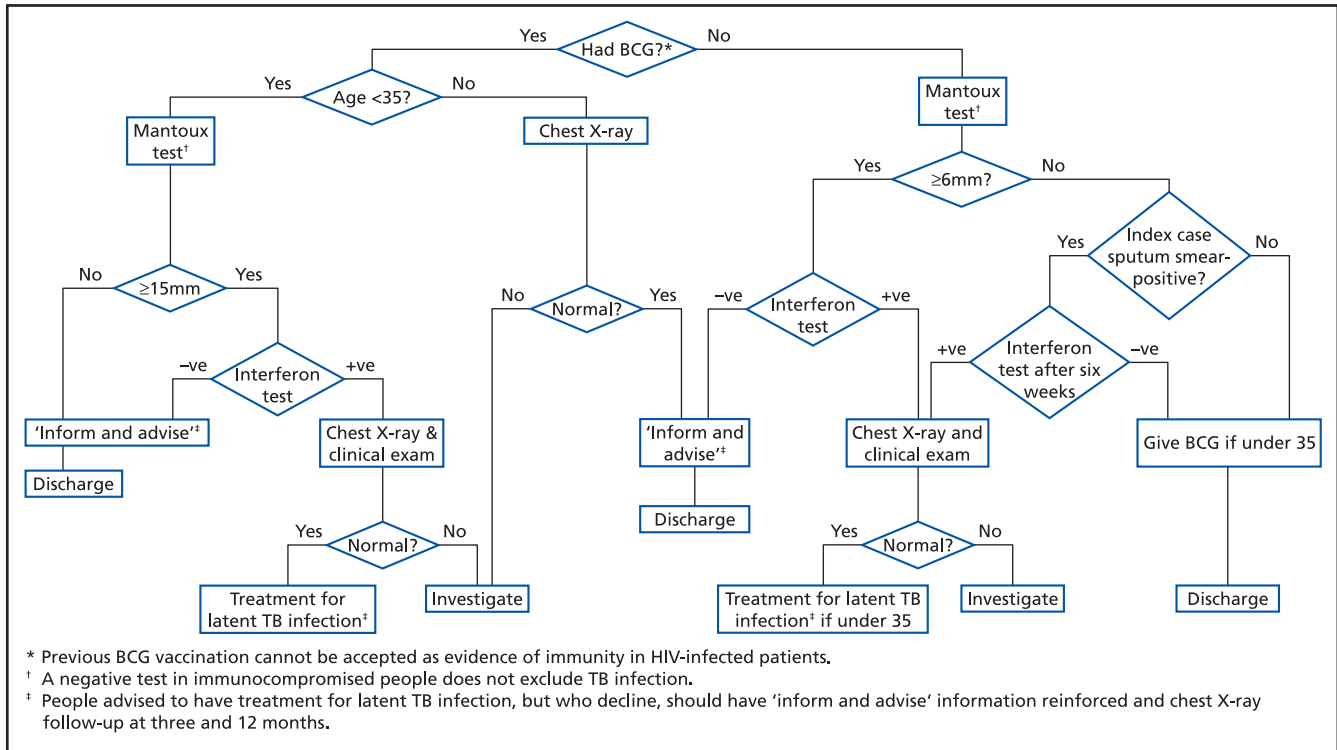 Had BCG?*
Yes
No
Age <35?
Yes
No
Mantoux
test†
Chest X-ray
Mantoux
test†
≥6mm?
Yes
No
Index case
sputum smear-
positive?
Yes
No
≥15mm
No
Yes
Normal?
No
Yes
Interferon
test
–ve
+ve
Interferon
test after six
weeks
+ve
–ve
Interferon
test
–ve
+ve
'Inform and advise'‡
Discharge
Chest X-ray &
clinical exam
'Inform and
advise'‡
Discharge
Chest X-ray and
clinical exam
Give BCG if under 35
Normal?
Yes
No
Treatment for
latent TB infection‡
Investigate
Normal?
Yes
No
Treatment for latent TB
infection‡ if under 35
Investigate
Discharge
* Previous BCG vaccination cannot be accepted as evidence of immunity in HIV-infected patients.
† A negative test in immunocompromised people does not exclude TB infection.
‡ People advised to have treatment for latent TB infection, but who decline, should have 'inform and advise' information reinforced and chest X-ray
follow-up at three and 12 months.